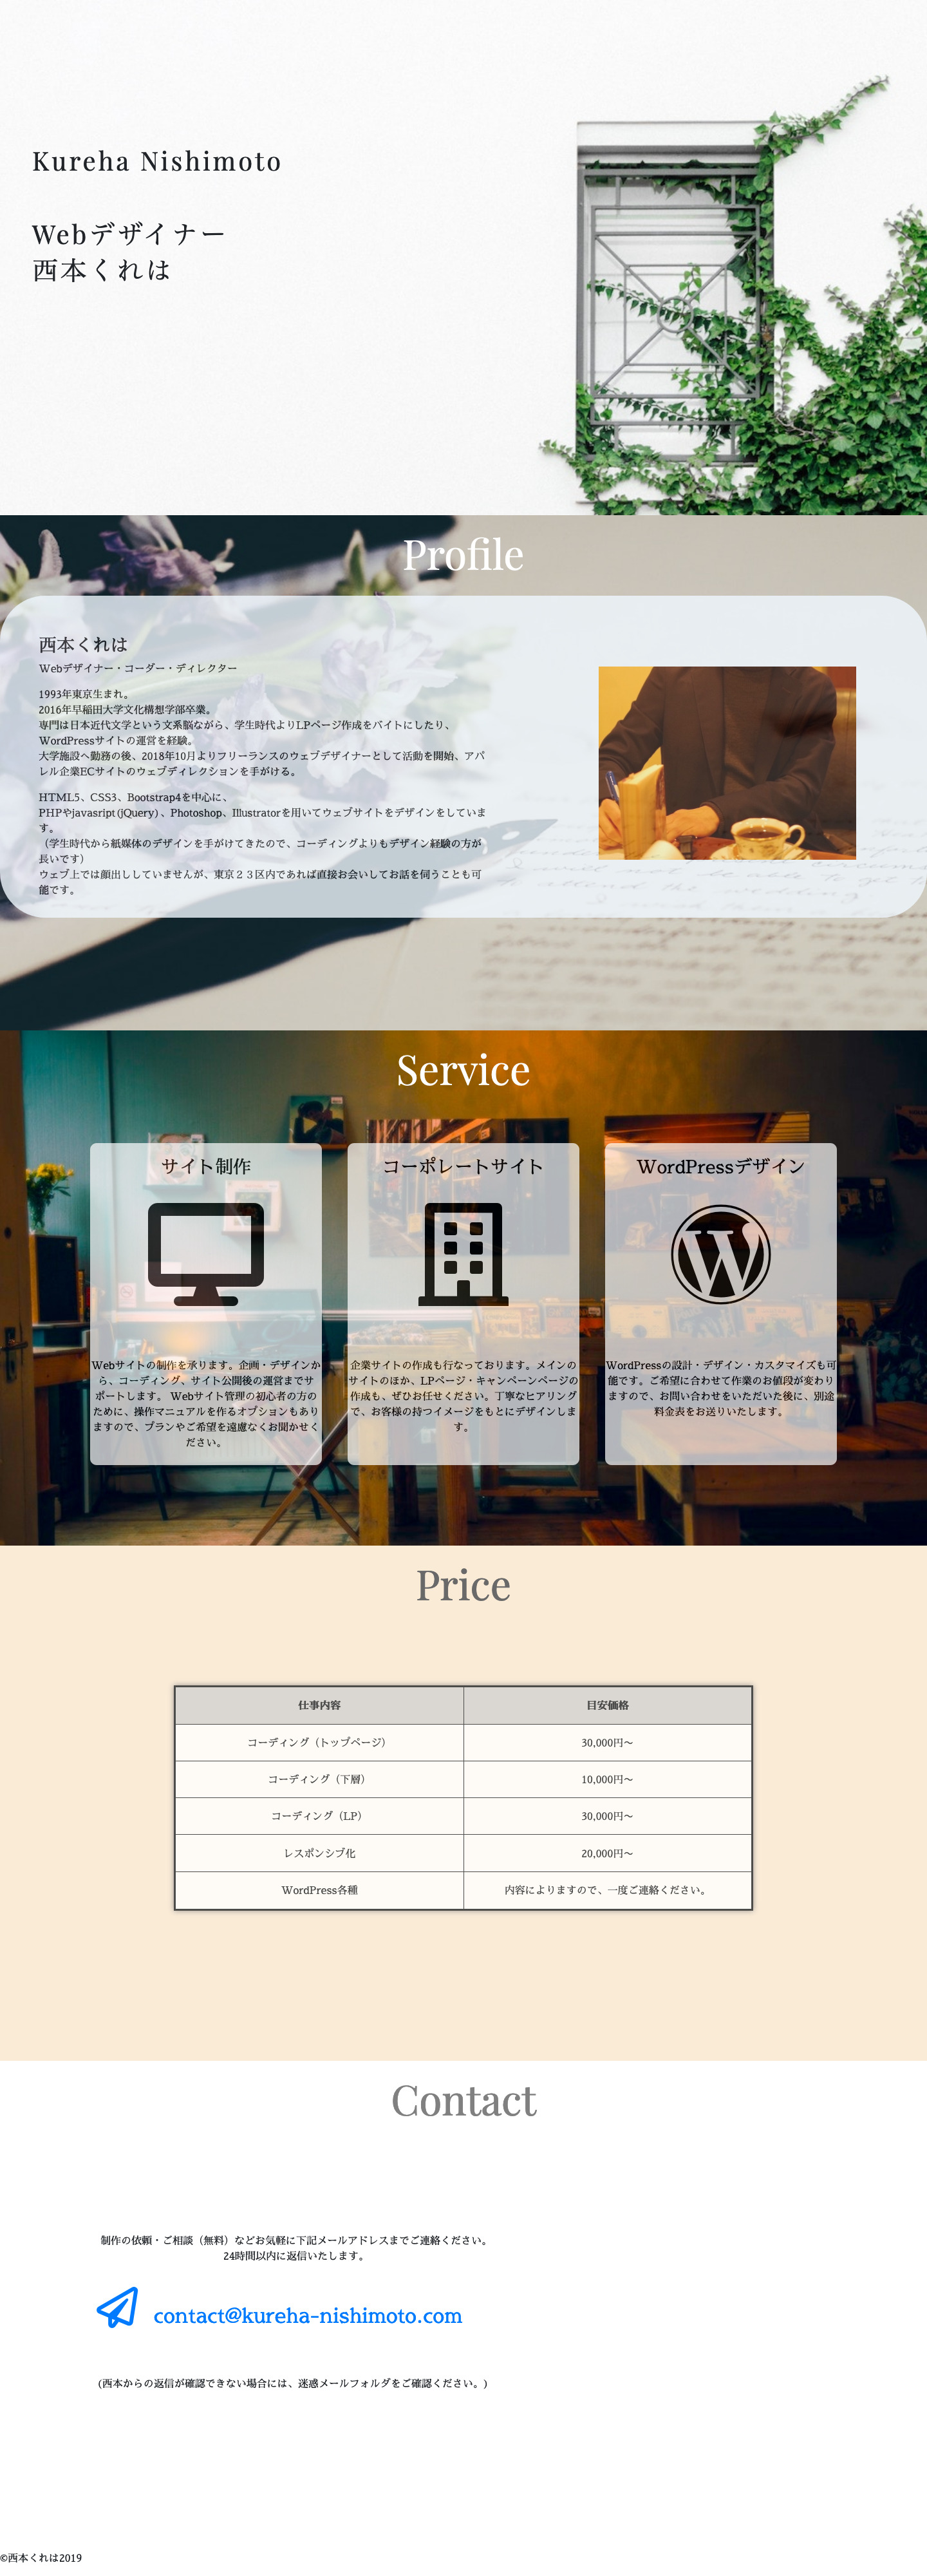 Kureha Nishimoto
Webデザイナー
西本くれは
Profile
西本くれは
Webデザイナー・コーダー・ディレクター
1993年東京生まれ。
2016年早稲田大学文化構想学部卒業。
専門は日本近代文学という文系脳ながら、学生時代よりLPページ作成をバイトにしたり、
WordPressサイトの運営を経験。
大学施設へ勤務の後、2018年10月よりフリーランスのウェブデザイナーとして活動を開始、アパ
レル企業ECサイトのウェブディレクションを手がける。
HTML5、CSS3、Bootstrap4を中心に、
PHPやjavasript(jQuery)、Photoshop、Illustratorを用いてウェブサイトをデザインをしていま
す。
（学生時代から紙媒体のデザインを手がけてきたので、コーディングよりもデザイン経験の方が
長いです）
ウェブ上では顔出ししていませんが、東京２３区内であれば直接お会いしてお話を伺うことも可
能です。
Service
サイト制作
Webサイトの制作を承ります。企画・デザインか
ら、コーディング、サイト公開後の運営までサ
ポートします。 Webサイト管理の初心者の方の
ために、操作マニュアルを作るオプションもあり
ますので、プランやご希望を遠慮なくお聞かせく
ださい。
コーポレートサイト
企業サイトの作成も行なっております。メインの
サイトのほか、LPページ・キャンペーンページの
作成も、ぜひお任せください。丁寧なヒアリング
で、お客様の持つイメージをもとにデザインしま
す。
WordPressデザイン
WordPressの設計・デザイン・カスタマイズも可
能です。ご希望に合わせて作業のお値段が変わり
ますので、お問い合わせをいただいた後に、別途
料金表をお送りいたします。
Price
仕事内容 目安価格
コーディング（トップページ） 30,000円〜
コーディング（下層） 10,000円〜
コーディング（LP） 30,000円〜
レスポンシブ化 20,000円〜
WordPress各種 内容によりますので、一度ご連絡ください。
Contact
制作の依頼・ご相談（無料）などお気軽に下記メールアドレスまでご連絡ください。
24時間以内に返信いたします。
contact@kureha-nishimoto.com
(西本からの返信が確認できない場合には、迷惑メールフォルダをご確認ください。)
©西本くれは2019